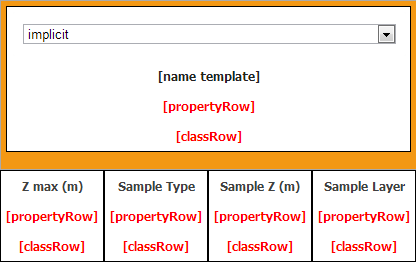 implicit
[name template]
[propertyRow]
[classRow]
Z max (m) Sample Type Sample Z (m) Sample Layer
[propertyRow] [propertyRow] [propertyRow] [propertyRow]
[classRow] [classRow] [classRow] [classRow]